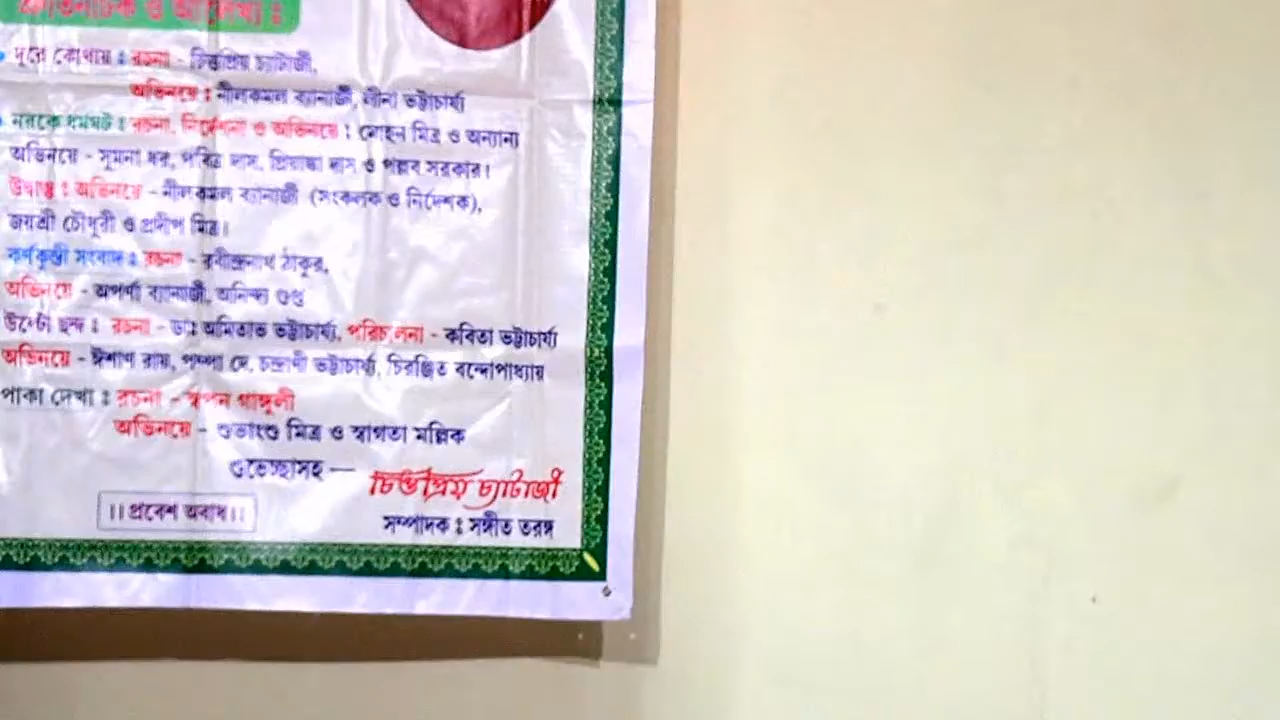 শ্রুতিনাটক ও আলেখ্য :
দূরে কোথায় : রচনা - চিত্তপ্রিয় চ্যাটার্জী,
অভিনয়ে : নীলকমল ব্যানার্জী, লীনা ভট্টাচার্য্য
নরকে ধর্মঘট : রচনা, নির্দেশনা ও অভিনয়ে : মোহন মিত্র ও অন্যান্য
অভিনয়ে - সুমনা ধর, পবিত্র দাস, প্রিয়াঙ্কা দাস ও পল্লব সরকার।
উদ্বাস্তু : অভিনয়ে - নীলকমল ব্যানার্জী (সংকলক ও নির্দেশক),
জয়শ্রী চৌধুরী ও প্রদীপ মিত্র।
কর্ণকুন্তী সংবাদ : রচনা - রবীন্দ্রনাথ ঠাকুর,
অভিনয়ে - অপর্ণা ব্যানার্জী, অনিন্দ্য গুপ্ত
উল্টো ছন্দ : রচনা - ডাঃ অমিতাভ ভট্টাচার্য্য, পরিচালনা - কবিতা ভট্টাচার্য্য
অভিনয়ে - ঈশাণ রায়, পম্পা দে, চন্দ্রাণী ভট্টাচার্য্য, চিরঞ্জিত বন্দোপাধ্যায়
পাকা দেখা : রচনা - স্বপন গাঙ্গুলী
অভিনয়ে - শুভাংশু মিত্র ও স্বাগতা মল্লিক
শুভেচ্ছাসহ —
চিত্তপ্রিয় চ্যাটার্জী
।। প্রবেশ অবাধ।।
সম্পাদক : সঙ্গীত তরঙ্গ